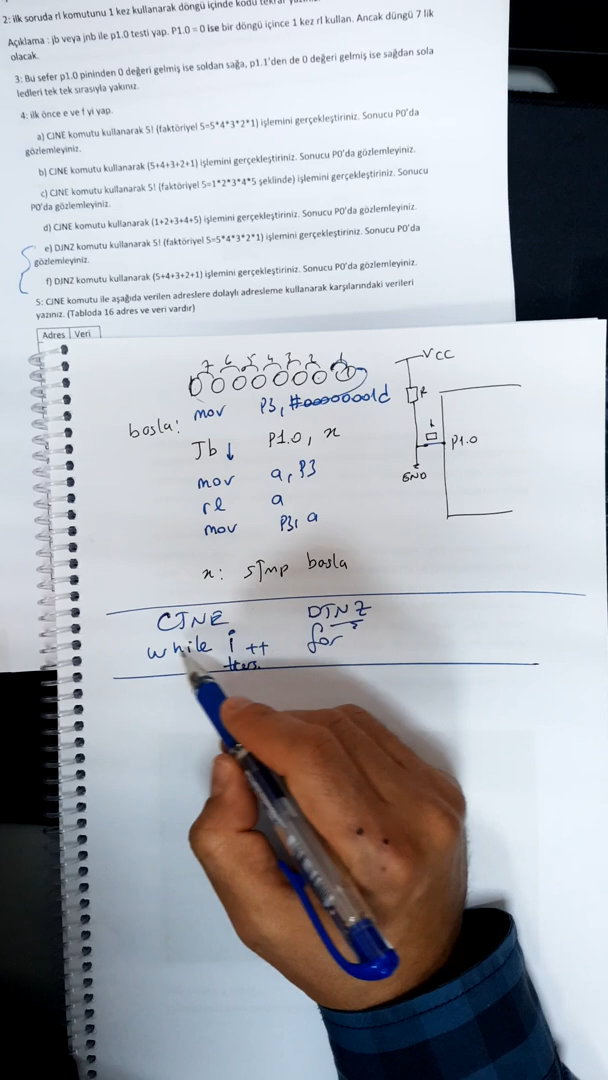 2: ilk soruda rl komutunu 1 kez kullanarak döngü içinde kodu tekrar
Açıklama : jb veya jnb ile p1.0 testi yap. P1.0 = 0 ise bir döngü içince 1 kez rl kullan. Ancak düngü 7 lik
olacak.
3: Bu sefer p1.0 pininden 0 değeri gelmiş ise soldan sağa, p1.1'den de 0 değeri gelmiş ise sağdan sola
ledleri tek tek sırasıyla yakınız.
4: ilk önce e ve f yi yap.
a) CJNE komutu kullanarak 5! (faktöriyel 5=5*4*3*2*1) işlemini gerçekleştiriniz. Sonucu P0'da
gözlemleyiniz.
b) CJNE komutu kullanarak (5+4+3+2+1) işlemini gerçekleştiriniz. Sonucu P0'da gözlemleyiniz.
c) CJNE komutu kullanarak 5! (faktöriyel 5=1*2*3*4*5 şeklinde) işlemini gerçekleştiriniz. Sonucu
P0'da gözlemleyiniz.
d) CJNE komutu kullanarak (1+2+3+4+5) işlemini gerçekleştiriniz. Sonucu P0'da gözlemleyiniz.
e) DJNZ komutu kullanarak 5! (faktöriyel 5=5*4*3*2*1) işlemini gerçekleştiriniz. Sonucu P0'da
gözlemleyiniz.
f) DJNZ komutu kullanarak (5+4+3+2+1) işlemini gerçekleştiriniz. Sonucu P0'da gözlemleyiniz.
5: CJNE komutu ile aşağıda verilen adreslere dolaylı adresleme kullanarak karşılarındaki verileri
yazınız. (Tabloda 16 adres ve veri vardır)
Adres Veri
7 6 5 4 3 2 1
VCC
R
P1.0
GND
basla: mov P3, #00000001d
Jb P1.0, x
mov a, P3
rl a
mov P3, a
x: sjmp basla
CJNE DJNZ
while i ++ for